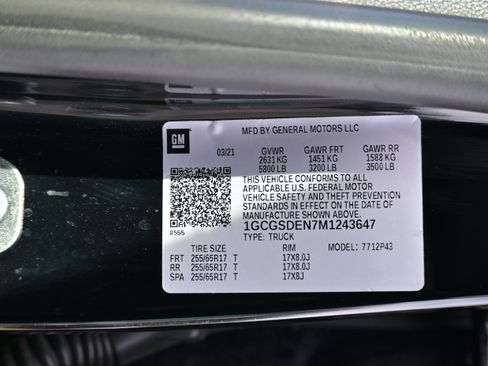 GM
MFD BY GENERAL MOTORS LLC
03/21 GVWR GAWR FRT GAWR RR
2631 KG 1451 KG 1588 KG
5800 LB 3200 LB 3500 LB
THIS VEHICLE CONFORMS TO ALL
APPLICABLE U.S. FEDERAL MOTOR
VEHICLE SAFETY AND THEFT PREVENTION
STANDARDS IN EFFECT ON THE DATE OF
MANUFACTURE SHOWN ABOVE.
1GCGSDEN7M1243647
TYPE: TRUCK MODEL: 7712P43
TIRE SIZE RIM
FRT 255/65R17 T 17X8.0J
RR 255/65R17 T 17X8.0J
SPA 255/65R17 T 17X8J